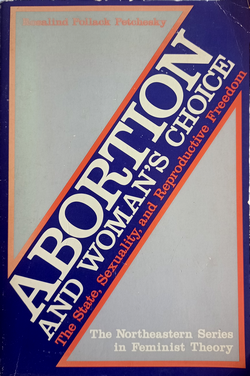 Rosalind Pollack Petchesky
ABORTION
AND WOMAN'S CHOICE
The State, Sexuality, and Reproductive Freedom
The Northeastern Series
in Feminist Theory